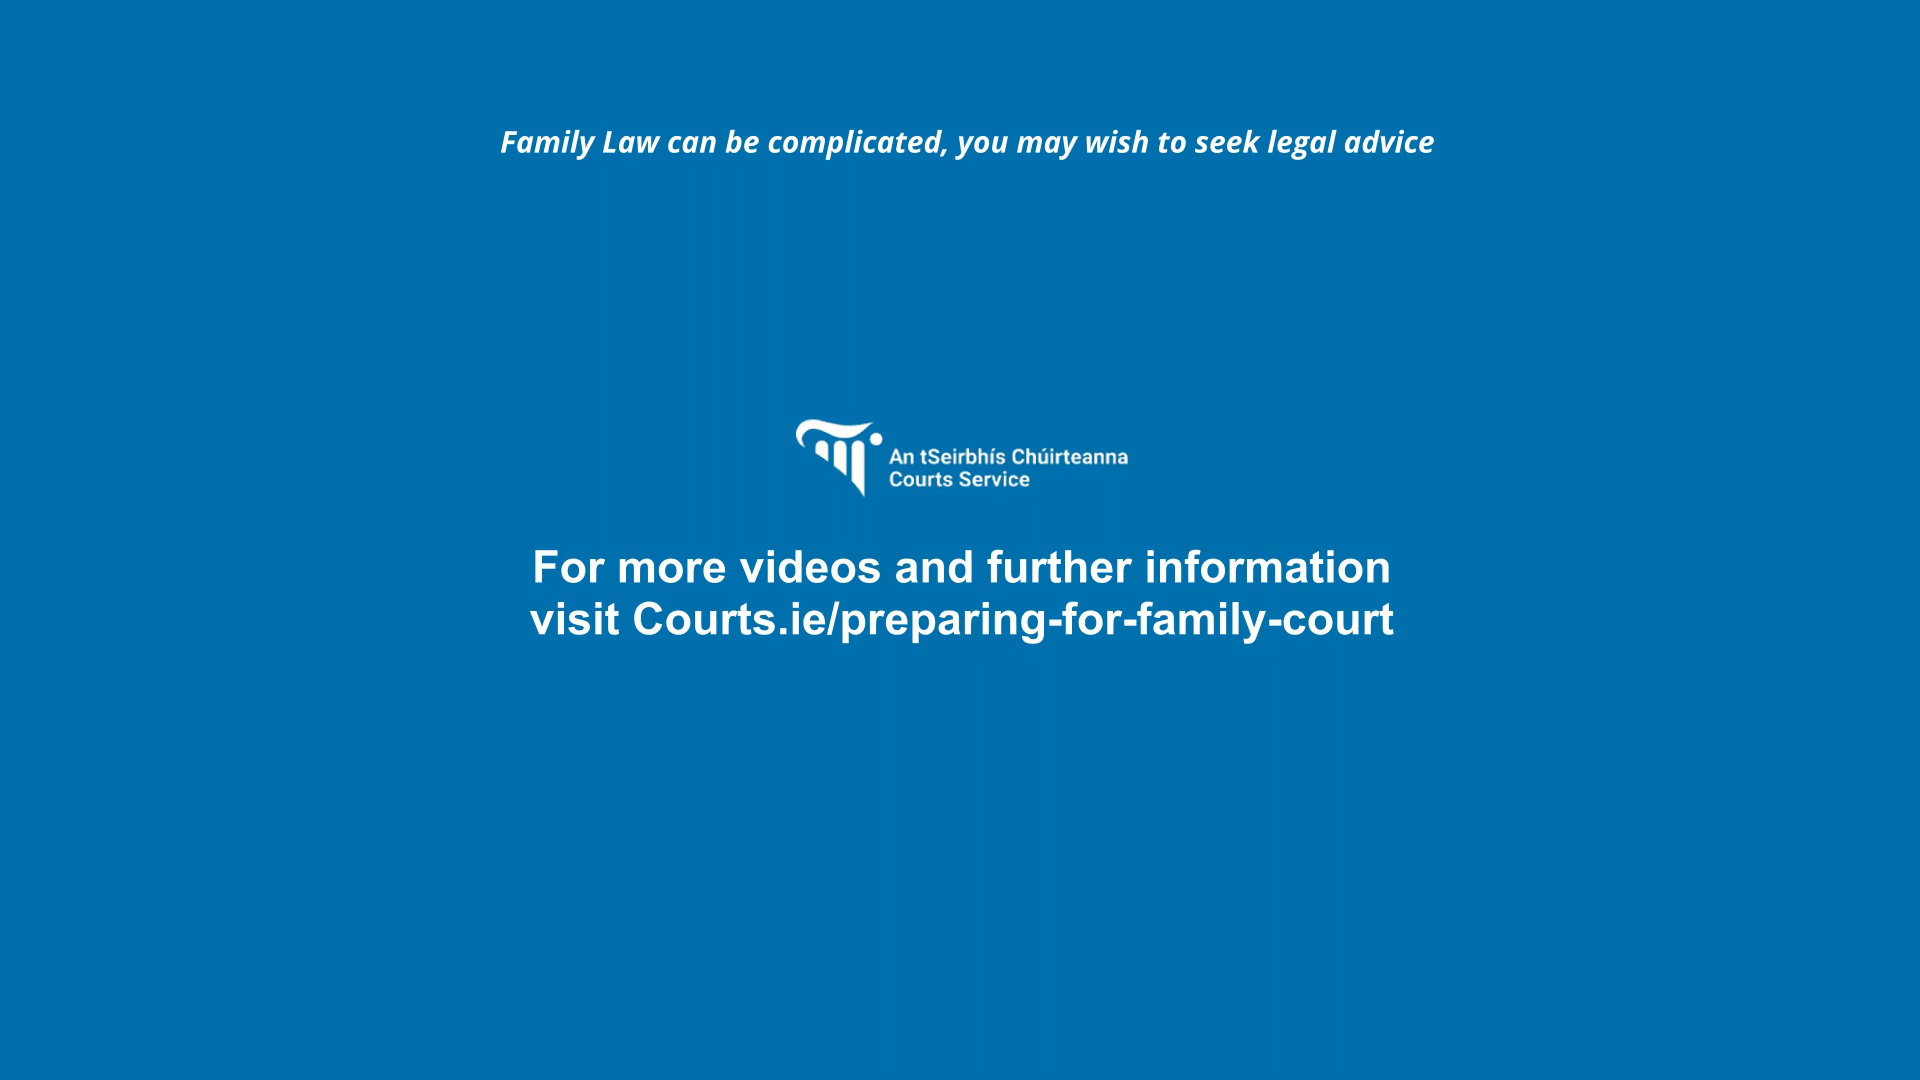 Family Law can be complicated, you may wish to seek legal advice
An tSeirbhís Chúirteanna
Courts Service
For more videos and further information
visit Courts.ie/preparing-for-family-court